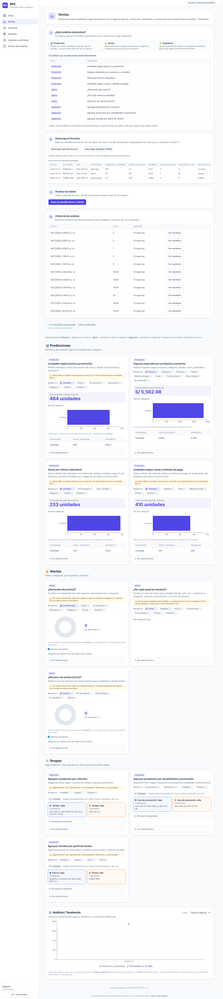 Servidor: http://localhost:8010
SPC
SPC
Pronóstico para tu negocio
Inicio
Ventas
Compras
Almacén
Usuarios y permisos
Acerca del sistema
Ventas
Estima las ventas esperadas según los factores de tu negocio (precio, promoción, calendario). La evolución en el tiempo está en Análisis / Tendencia.
1
¿Qué análisis obtendrás?
El sistema ejecuta 10 análisis automáticos por ti. Estos son y qué responden.
Predicción
Estiman un número (unidades, ingreso, días de entrega...) a partir de los factores de tu negocio.
Alerta
Responden sí/no (¿riesgo de quiebre?) o eligen una categoría (¿por qué canal se venderá?).
Segmento
Agrupan productos, tiendas o proveedores parecidos para poder gestionarlos de forma distinta.
10 análisis que se ejecutarán automáticamente:
TIPO PREGUNTA
Predicción Unidades según precio y promoción
Predicción Ingreso esperado por producto y contexto
Predicción Venta por efecto calendario
Predicción Unidades según canal y método de pago
Alerta ¿Demanda alta (sí/no)?
Alerta ¿Por qué canal se venderá?
Alerta ¿Día pico de ventas (sí/no)?
Segmento Agrupar productos por volumen
Segmento Agrupar productos por sensibilidad a promoción
Segmento Agrupar tiendas por perfil de ventas
Todos estos análisis se entrenan automáticamente cuando subes tus datos (sin que tengas que elegir nada).
2
Descarga el formato
Baja una plantilla para llenar con tus datos. Ya viene con filas de ejemplo: reemplázalas por las tuyas y súbela en el Paso 3.
Descargar plantilla (Excel) Descargar plantilla (JSON)
Ambas plantillas traen todas las columnas necesarias y filas de ejemplo listas para reemplazar.
Así se ven las columnas (ejemplo):
FECHA ID_TIENDA SKU CATEGORIA UNIDADES_VENDIDAS PRECIO_UNITARIO INGRESO EN_PROMOCION DESCUENTO_PCT METODO_PAG
2025-01-15 BODEGA-LI SKU-AZC-01 Abarrotes 850 2.5 2125 0 0 Contado
2025-01-15 BOTICA-JR SKU-VIT-05 Salud 45 125 5625 1 10 Tarjeta
2025-01-15 FERRE-NOR SKU-HER-12 Herramientas 32 450 14400 0 5 Crédito
3
Analiza tus datos
Sube tu plantilla (Excel o JSON) y automáticamente verás los 10 análisis.
Subir mi plantilla (Excel o JSON)
4
Historial de análisis
Revisa los análisis que hiciste antes en esta categoría y vuelve a ver sus resultados.
FECHA FILAS ANÁLISIS
14/7/2026, 8:09:22 a. m. 5 10 reportes Ver resultados
14/7/2026, 8:09:13 a. m. 5 10 reportes Ver resultados
14/7/2026, 8:08:51 a. m. 1 10 reportes Ver resultados
14/7/2026, 7:55:23 a. m. 5 10 reportes Ver resultados
14/7/2026, 7:53:14 a. m. 5 10 reportes Ver resultados
14/7/2026, 6:44:48 a. m. 10041 10 reportes Ver resultados
14/7/2026, 6:43:03 a. m. 10041 10 reportes Ver resultados
14/7/2026, 6:39:46 a. m. 10041 10 reportes Ver resultados
14/7/2026, 5:40:47 a. m. 50 10 reportes Ver resultados
12/7/2026, 11:48:20 p. m. 10041 10 reportes Ver resultados
12/7/2026, 10:41:47 p. m. 10041 10 reportes Ver resultados
✓ 13 columnas reconocidas 5 filas analizadas
Ver columnas reconocidas
Cómo leer esto: Predicción = regresión (un número) · Alerta = clasificación (sí/no o categoría) · Segmento = agrupación (clustering). El detalle técnico está en «Ver detalle técnico».
Predicciones
Números: qué esperar según los factores de tu negocio
Predicción
Unidades según precio y promoción
Predice demanda unitaria en función del precio, estado de promoción y descuento.
Señal débil: el modelo explica poca variación con estos factores (error promedio 198%).
Basado en: Unidades Precio En promoción Descuento %
Categoría Tienda Producto
Total estimado (periodo reciente)
464 unidades
Top por categoría:
Comidas
0 150 300 450 600
Cada barra suma el valor estimado del periodo por categoría (en unidades).
CATEGORÍA TOTAL ESTIMADO PROMEDIO
Comidas 464 464.2
Ver detalle técnico
Predicción
Ingreso esperado por producto y contexto
Predice ingresos según producto, categoría, tienda, canal y calendario.
Basado en: Ingreso Categoría Producto Tienda
Método de pago Canal Fin de semana Días a feriado
En promoción
Total estimado (periodo reciente)
S/ 5,562.98
Top por categoría:
Comidas
0 1500 3000 4500 6000
Cada barra suma el valor estimado del periodo por categoría (en S/).
CATEGORÍA TOTAL ESTIMADO PROMEDIO
Comidas 5,563 5,563
Ver detalle técnico
Predicción
Venta por efecto calendario
Aísla el efecto del calendario en la demanda: predice unidades según fin de semana y cercanía a feriados, por categoría (sin precio ni promoción).
Señal débil: el modelo explica poca variación con estos factores (error promedio 49%).
Basado en: Unidades Fin de semana Días a feriado
Categoría Tienda Producto
Total estimado (periodo reciente)
233 unidades
Top por categoría:
Comidas
0 60 120 180 240
Cada barra suma el valor estimado del periodo por categoría (en unidades).
CATEGORÍA TOTAL ESTIMADO PROMEDIO
Comidas 233 233.1
Ver detalle técnico
Predicción
Unidades según canal y método de pago
Aísla el efecto del canal de venta y el método de pago en la demanda, por categoría (sin precio ni promoción).
Señal débil: el modelo explica poca variación con estos factores (error promedio 163%).
Basado en: Unidades Categoría Canal Método de pago
Tienda Producto
Total estimado (periodo reciente)
410 unidades
Top por categoría:
Comidas
0 150 300 450 600
Cada barra suma el valor estimado del periodo por categoría (en unidades).
CATEGORÍA TOTAL ESTIMADO PROMEDIO
Comidas 410 410
Ver detalle técnico
Alertas
Sí/No o categoría: qué requiere tu atención
Alerta
¿Demanda alta (sí/no)?
Clasifica si la demanda será alta respecto al promedio de su categoría.
Sin casos suficientes: todos los registros caen en la misma categoría (sin alerta); no se puede entrenar esta alerta.
Basado en: Demanda alta Precio En promoción
Descuento % Categoría Tienda Producto
0
en alerta de 1
El aro muestra cuántos casos quedaron en alerta vs. normales, sobre 1 casos del periodo de prueba.
Mostrar solo alertas
¡Ninguno en alerta con los datos de prueba!
Ver detalle técnico
Alerta
¿Por qué canal se venderá?
Predice el canal de venta más probable (tienda, web, etc.) a partir de la categoría, el precio, la promoción y si es fin de semana.
No se pudo completar este análisis: n_components=2 must be between 0 and min(n_samples, n_features)=1 with svd_solver='full'
Basado en: Canal Categoría Precio En promoción
Fin de semana Tienda Producto
Sin predicciones.
Ver detalle técnico
Alerta
¿Día pico de ventas (sí/no)?
Detecta si el día será pico de ventas (sí/no) según calendario y promociones.
Sin casos suficientes: todos los registros caen en la misma categoría (sin alerta); no se puede entrenar esta alerta.
Basado en: Día pico Fin de semana Días a feriado
En promoción Tienda
0
en alerta de 1
El aro muestra cuántos casos quedaron en alerta vs. normales, sobre 1 casos del periodo de prueba.
Mostrar solo alertas
¡Ninguno en alerta con los datos de prueba!
Ver detalle técnico
Grupos
Segmentación: cómo agrupar tus datos para gestionarlos mejor
Segmento
Agrupar productos por volumen
Segmenta SKUs según volumen de ventas e ingresos generados.
Segmentación con 1 grupo(s) de 1 solo elemento: referencial, no accionable.
Basado en: Unidades Ingreso Producto
K = 2 grupos elegido automáticamente por mayor silueta, probando k de 2 a 4.
Ventas: bajo
4 elementos
SKU-HER-12, SKU-PAN-03, SKU-PLA-09, SKU-VIT-05
Ventas: alto
1 elementos
SKU-AZC-01
Ver mapa de segmentos
Ver detalle técnico
Segmento
Agrupar productos por sensibilidad a promoción
Segmenta SKUs según respuesta a promociones (volatilidad con/sin promo).
Basado en: En promoción Descuento % Unidades Producto
K = 2 grupos elegido automáticamente por mayor silueta, probando k de 2 a 4.
Uso de promoción: bajo
3 elementos
SKU-AZC-01, SKU-HER-12, SKU-PLA-09
Uso de promoción: alto
2 elementos
SKU-PAN-03, SKU-VIT-05
Ver mapa de segmentos
Ver detalle técnico
Segmento
Agrupar tiendas por perfil de ventas
Segmenta puntos de venta según volumen, precio medio y método de pago.
Segmentación con 1 grupo(s) de 1 solo elemento: referencial, no accionable.
Basado en: Unidades Ingreso Precio Tienda
K = 2 grupos elegido automáticamente por mayor silueta, probando k de 2 a 4.
Precio: bajo
4 elementos
BODEGA-LI, BOTICA-JR, PAN-AZNG, REST-SJ
Precio: alto
1 elementos
FERRE-NOR
Ver mapa de segmentos
Ver detalle técnico
Análisis / Tendencia
Filtrar: Todo el negocio
Evolución temporal del negocio (histórico) y pronóstico referencial.
1400
1050
700
350
0
2025-01-15
Histórico (unidades) Pronóstico a 14 días
Cómo leer esto: la línea gris es lo que ya ocurrió; la franja sombreada a la derecha es el pronóstico a 14 días (Tendencia lineal + estacionalidad semanal (referencial)). Es una referencia orientativa, no una garantía.
256370
administrator
Cerrar sesión
Análisis realizado el 14/7/2026, 8:09:22 a. m.
Las estimaciones son referenciales y mejoran con tus propios datos. Acerca del sistema